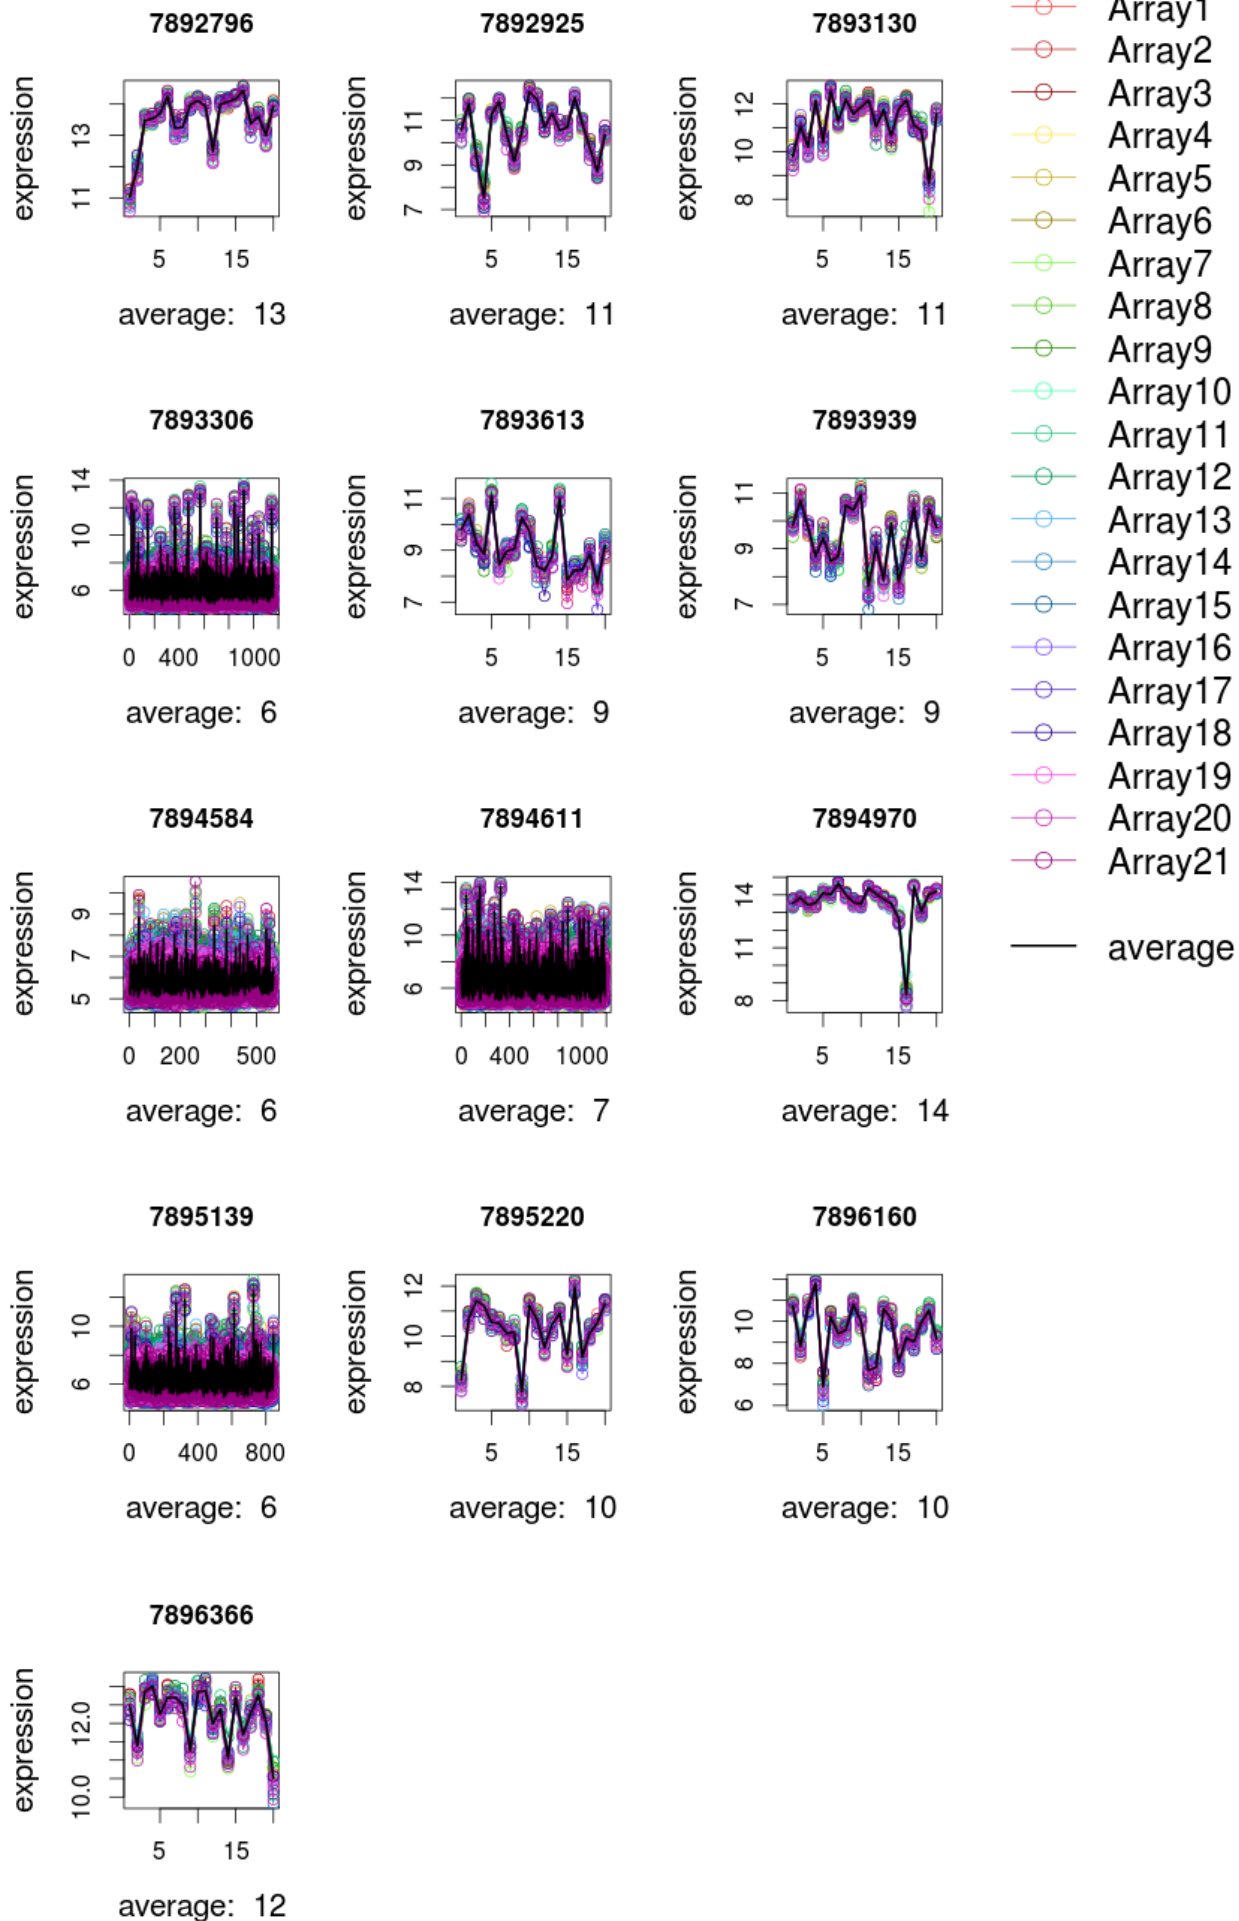 7892796
expression
11
13
5
15
average: 13
7892925
expression
7
9
11
5
15
average: 11
7893130
expression
8
10
12
5
15
average: 11
7893306
expression
6
10
14
0
400
1000
average: 6
7893613
expression
7
9
11
5
15
average: 9
7893939
expression
7
9
11
5
15
average: 9
7894584
expression
5
7
9
0
200
500
average: 6
7894611
expression
6
10
14
0
400
1000
average: 7
7894970
expression
8
11
14
5
15
average: 14
7895139
expression
6
10
0
400
800
average: 6
7895220
expression
8
10
12
5
15
average: 10
7896160
expression
6
8
10
5
15
average: 10
7896366
expression
10.0
12.0
5
15
average: 12
Array1
Array2
Array3
Array4
Array5
Array6
Array7
Array8
Array9
Array10
Array11
Array12
Array13
Array14
Array15
Array16
Array17
Array18
Array19
Array20
Array21
average